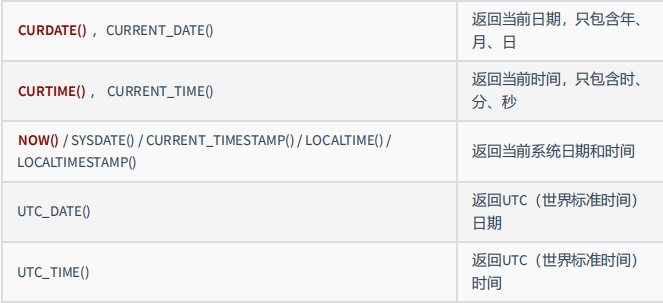 CURDATE() ，CURRENT_DATE()
返回当前日期，只包含年、
月、日
CURTIME() ， CURRENT_TIME()
返回当前时间，只包含时、
分、秒
NOW() / SYSDATE() / CURRENT_TIMESTAMP() / LOCALTIME() /
LOCALTIMESTAMP()
返回当前系统日期和时间
UTC_DATE()
返回UTC（世界标准时间）
日期
UTC_TIME()
返回UTC（世界标准时间）
时间